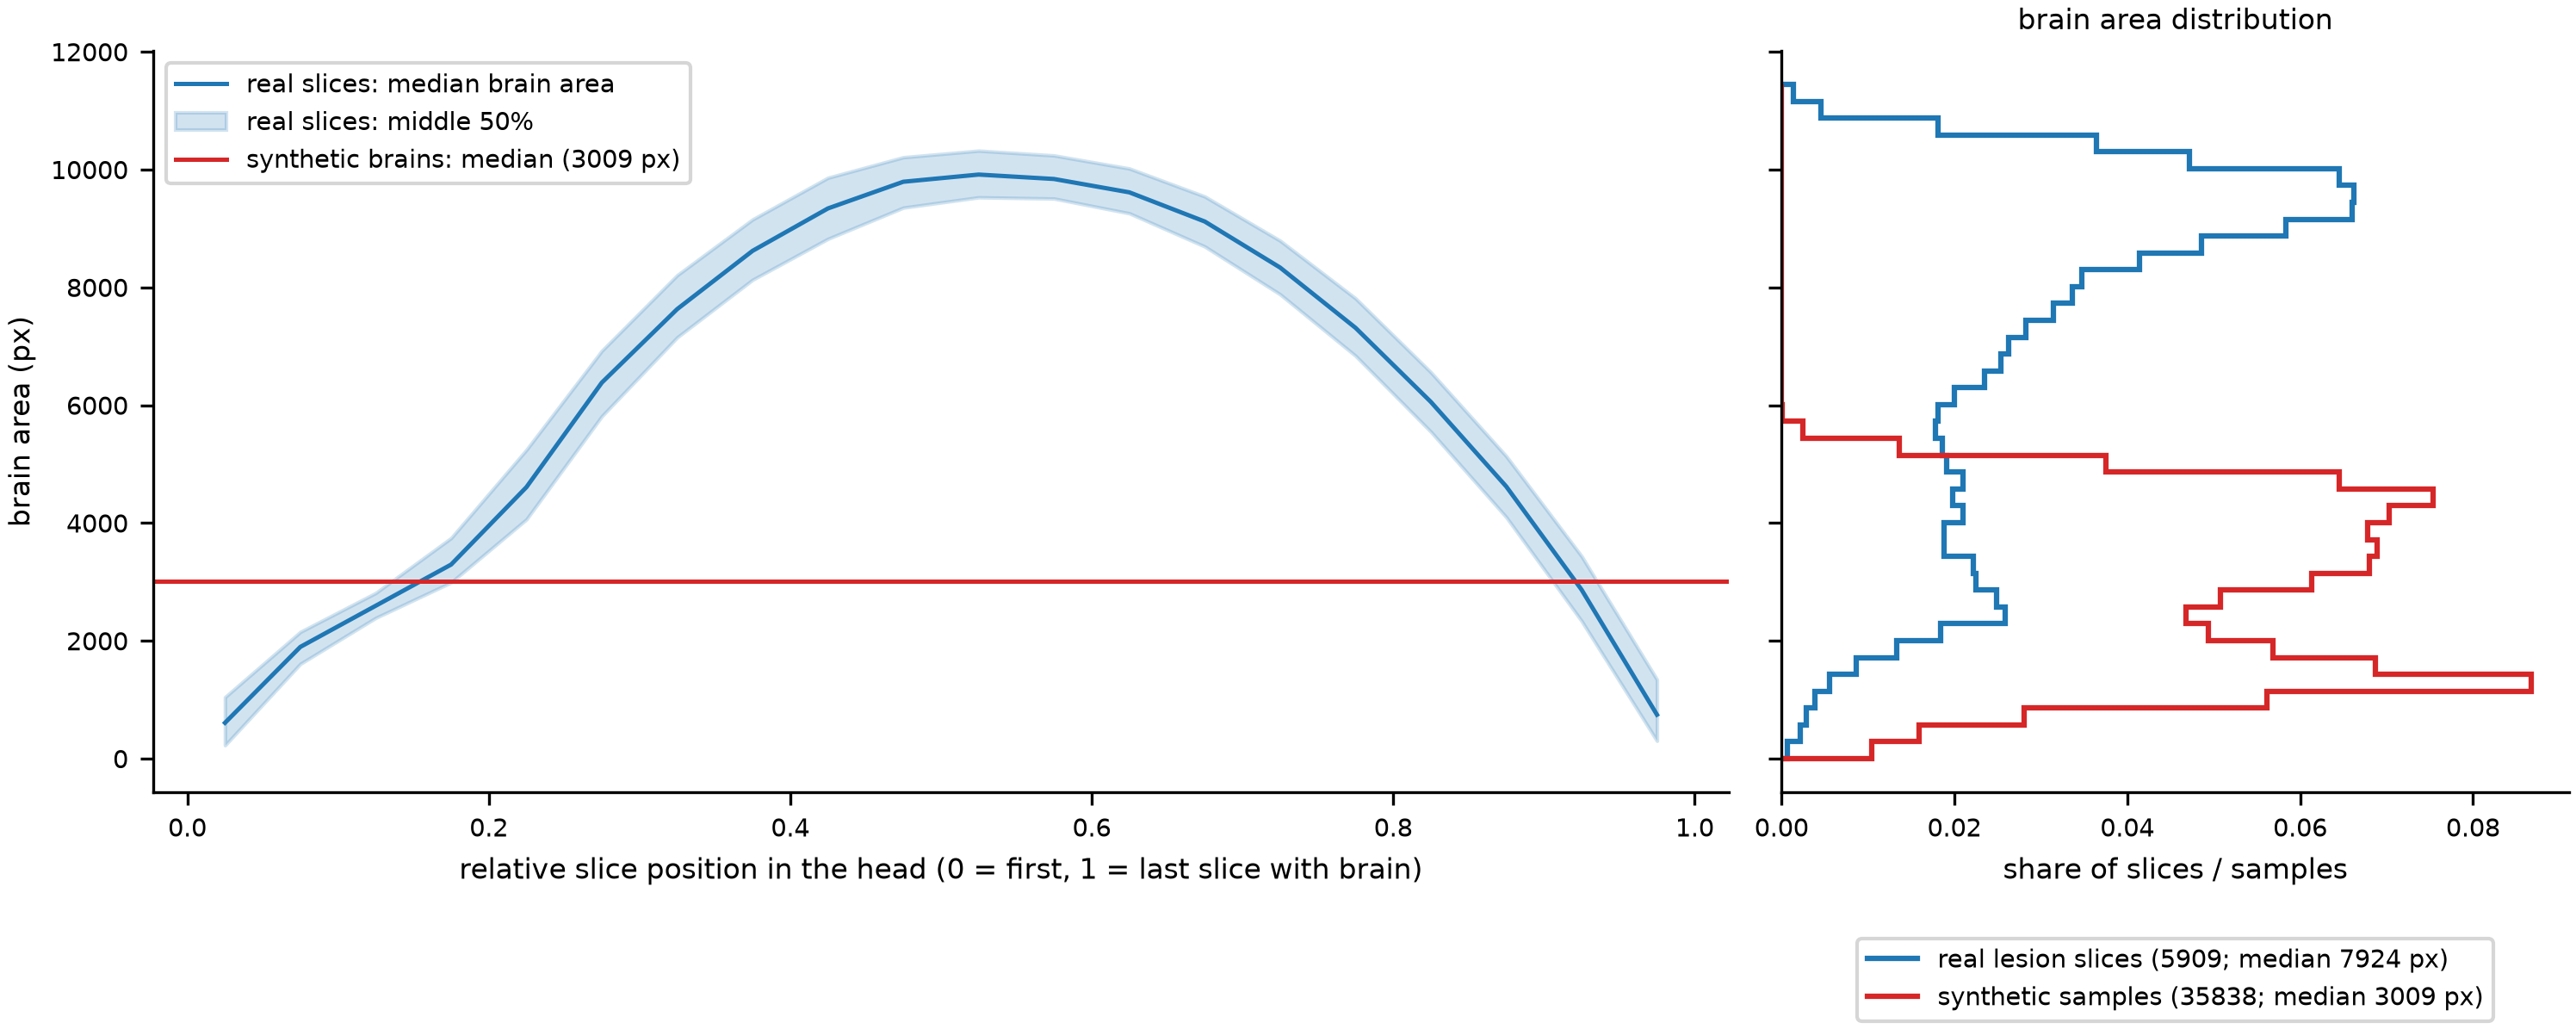 brain area distribution
12000
10000
8000
6000
4000
2000
0
brain area (px)
real slices: median brain area
real slices: middle 50%
synthetic brains: median (3009 px)
0.0 0.2 0.4 0.6 0.8 1.0
relative slice position in the head (0 = first, 1 = last slice with brain)
0.00 0.02 0.04 0.06 0.08
share of slices / samples
real lesion slices (5909; median 7924 px)
synthetic samples (35838; median 3009 px)